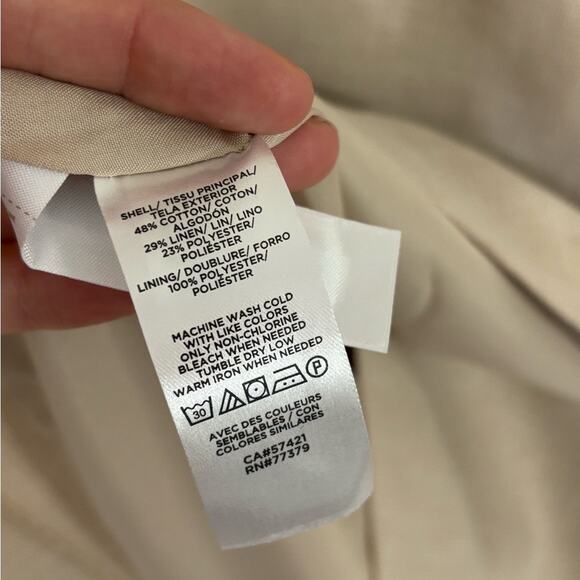 SHELL/ TISSU PRINCIPAL/
TELA EXTERIOR
48% COTTON/ COTON/
ALGODÓN
29% LINEN/ LIN/ LINO
23% POLYESTER/
POLIÉSTER
LINING/ DOUBLURE/ FORRO
100% POLYESTER/
POLIÉSTER
MACHINE WASH COLD
WITH LIKE COLORS
ONLY NON-CHLORINE
BLEACH WHEN NEEDED
TUMBLE DRY LOW
WARM IRON WHEN NEEDED
30 P
AVEC DES COULEURS
SEMBLABLES / CON
COLORES SIMILARES
CA#57421
RN#77379